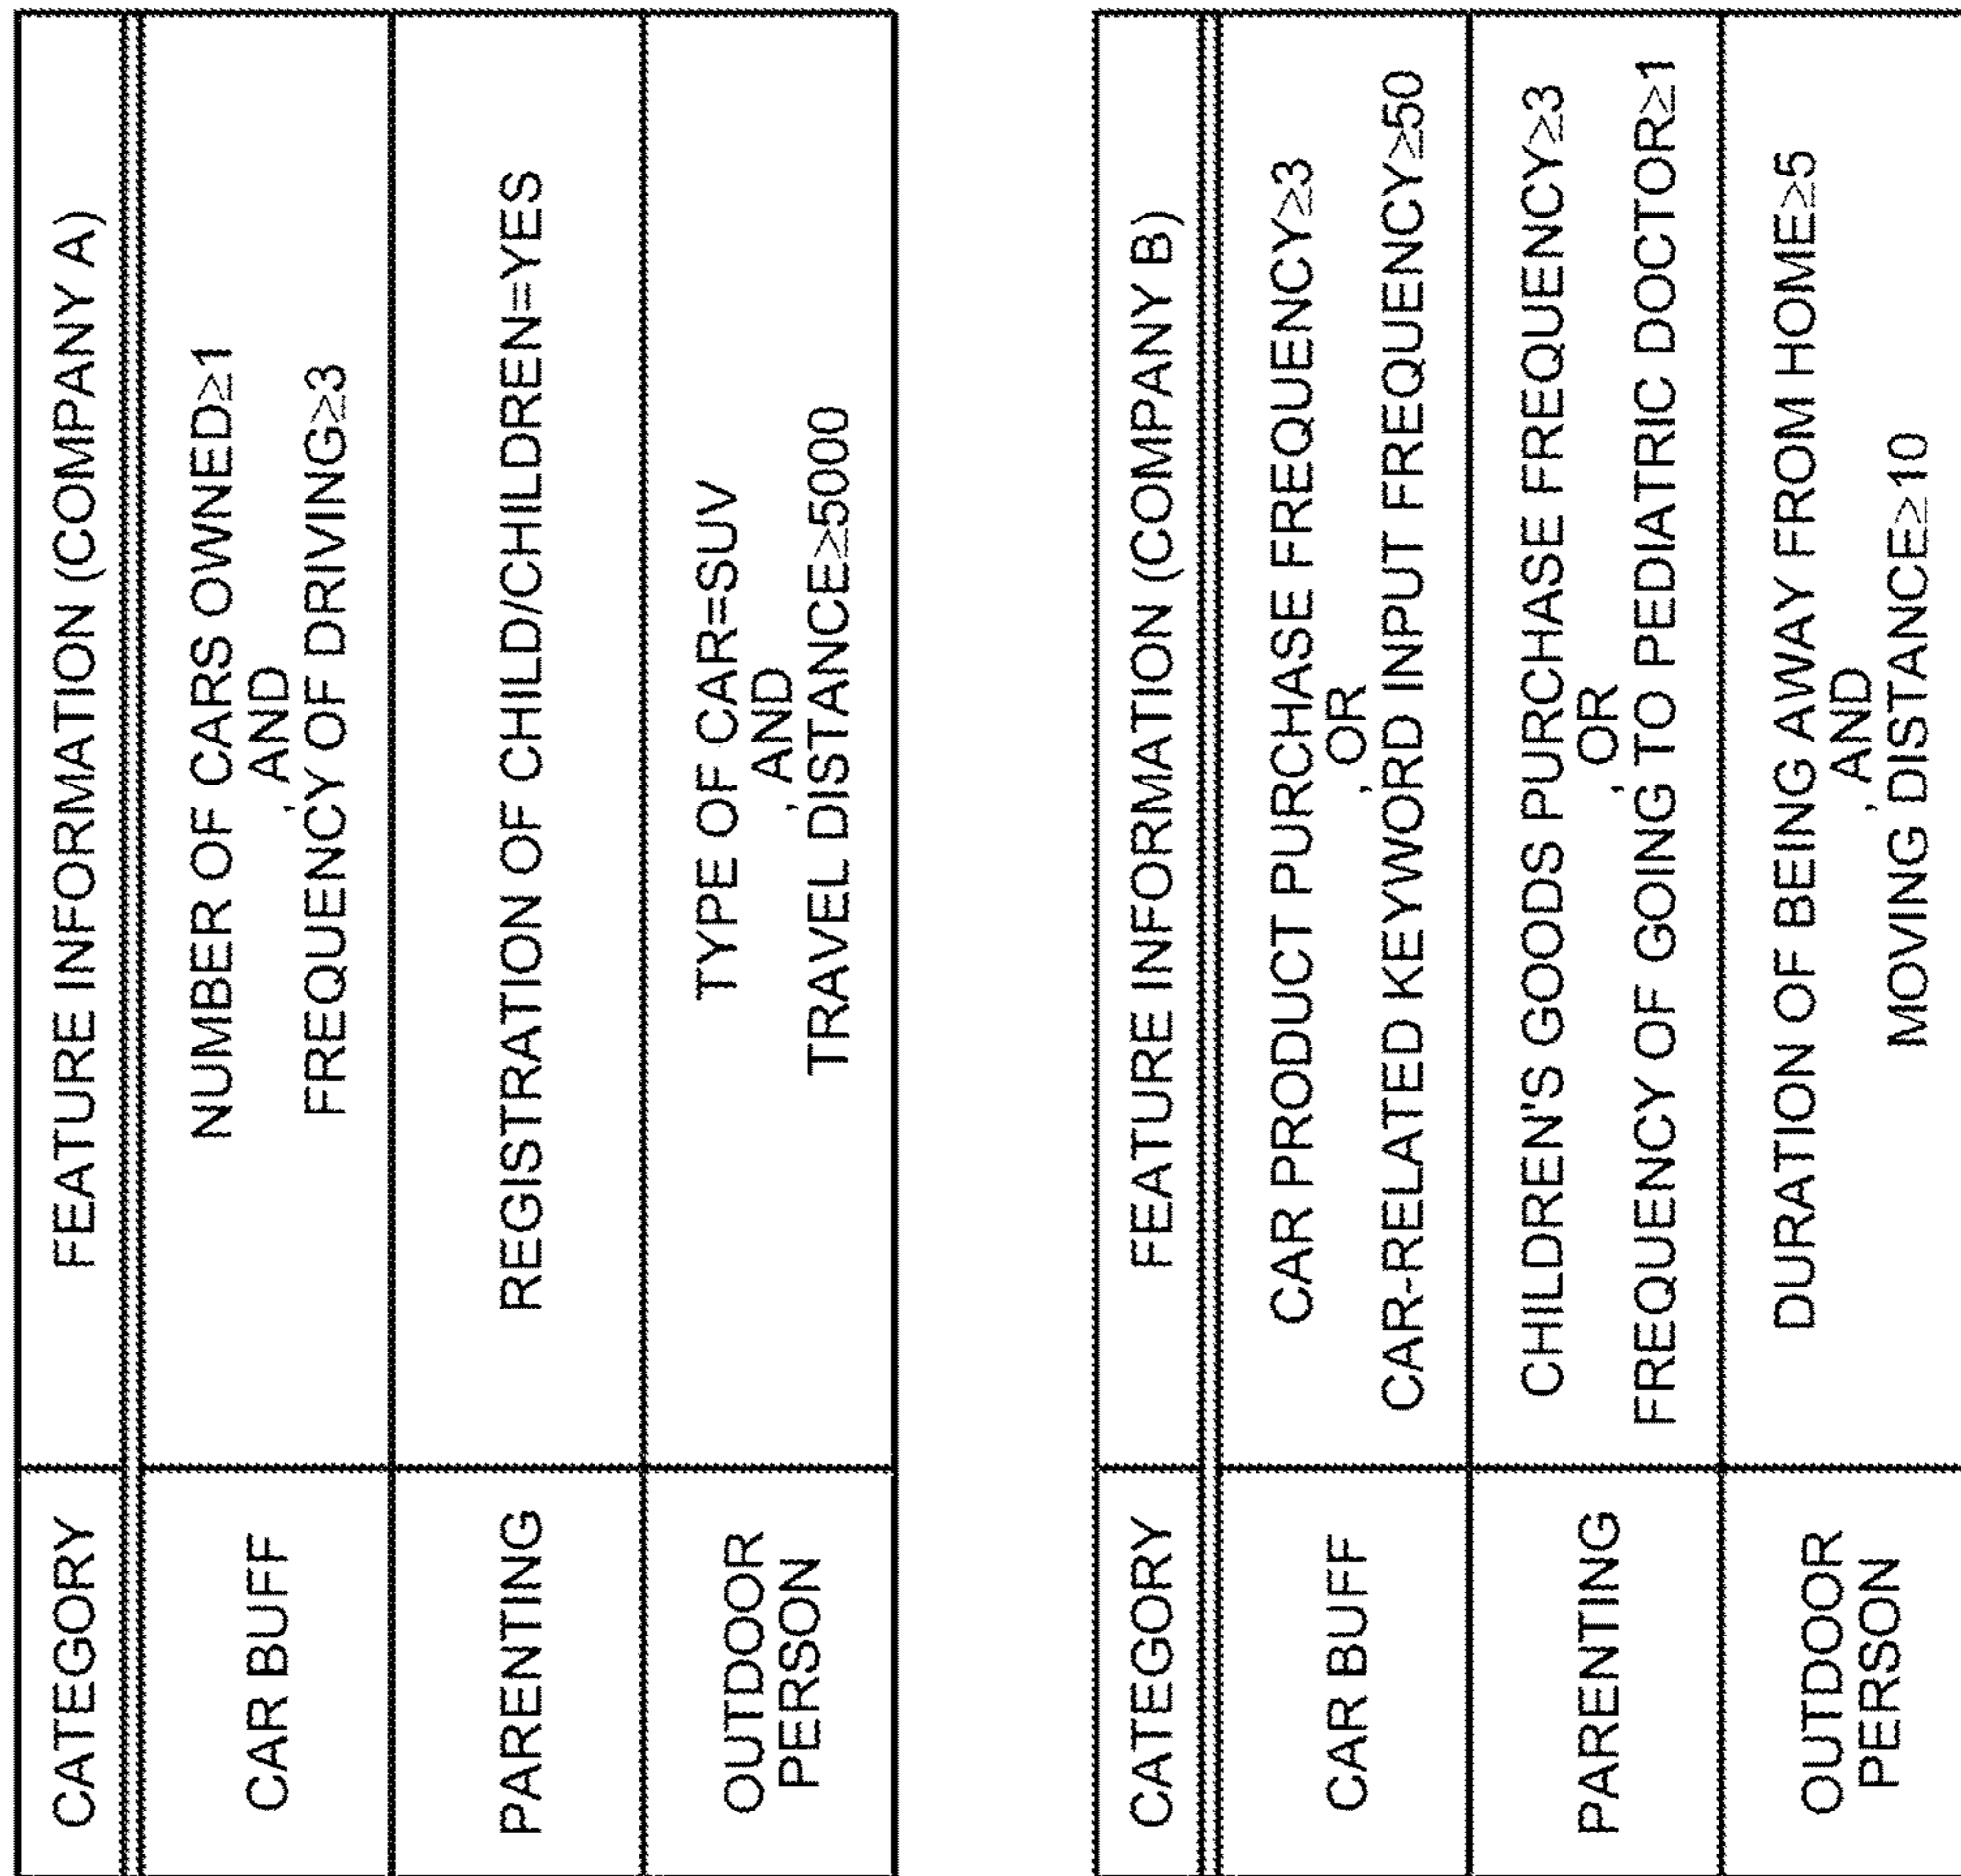 CATEGORY FEATURE INFORMATION (COMPANY A)
CAR BUFF NUMBER OF CARS OWNED≥1
, AND
FREQUENCY OF DRIVING≥3
PARENTING REGISTRATION OF CHILD/CHILDREN=YES
OUTDOOR PERSON TYPE OF CAR=SUV
, AND
TRAVEL DISTANCE≥5000
CATEGORY FEATURE INFORMATION (COMPANY B)
CAR BUFF CAR PRODUCT PURCHASE FREQUENCY≥3
, OR
CAR-RELATED KEYWORD INPUT FREQUENCY≥50
PARENTING CHILDREN'S GOODS PURCHASE FREQUENCY≥3
, OR
FREQUENCY OF GOING TO PEDIATRIC DOCTOR≥1
OUTDOOR PERSON DURATION OF BEING AWAY FROM HOME≥5
, AND
MOVING DISTANCE≥10